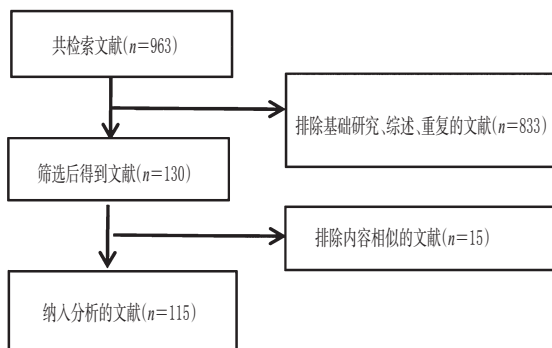 共检索文献(n=963)
排除基础研究、综述、重复的文献(n=833)
筛选后得到文献(n=130)
排除内容相似的文献(n=15)
纳入分析的文献(n=115)